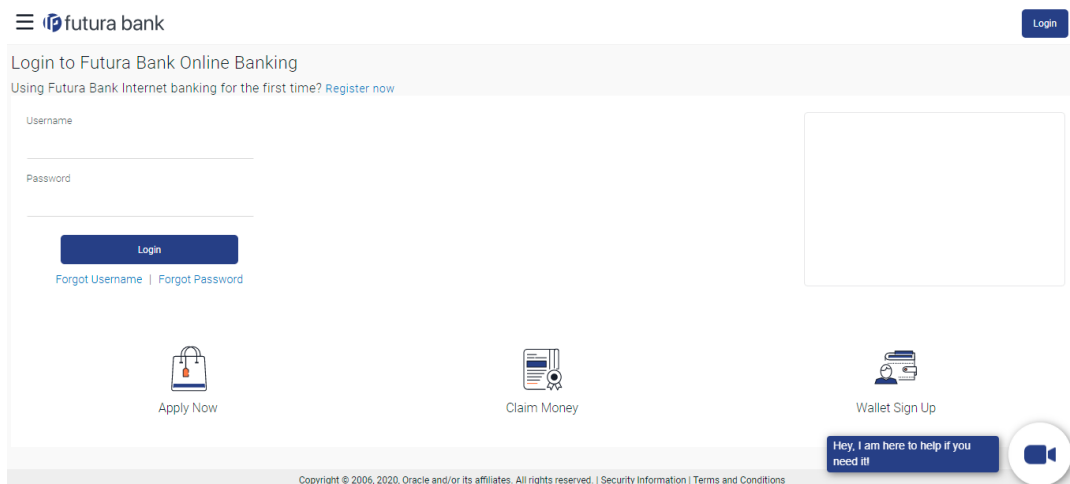 futura bank
Login
Login to Futura Bank Online Banking
Using Futura Bank Internet banking for the first time? Register now
Username
Password
Login
Forgot Username | Forgot Password
Apply Now
Claim Money
Wallet Sign Up
Hey, I am here to help if you
need it!
Copyright © 2006, 2020, Oracle and/or its affiliates. All rights reserved. | Security Information | Terms and Conditions